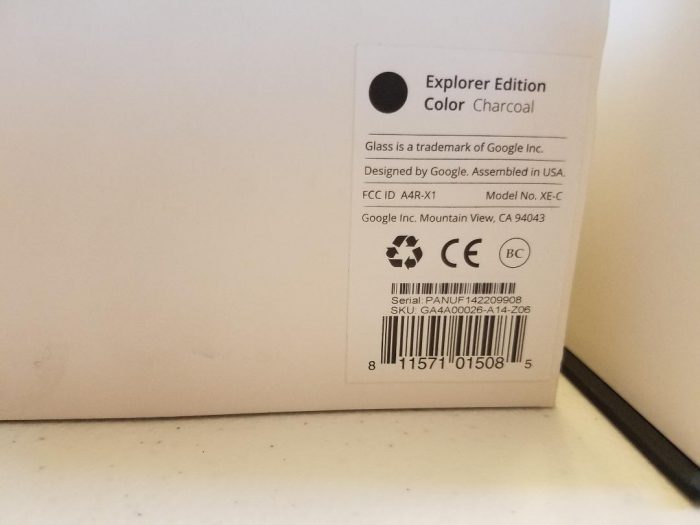 Explorer Edition
Color Charcoal
Glass is a trademark of Google Inc.
Designed by Google. Assembled in USA.
FCC ID A4R-X1 Model No. XE-C
Google Inc. Mountain View, CA 94043
CE BC
Serial: PANUF142209908
SKU: GA4A00026-A14-Z06
8 11571 01508 5